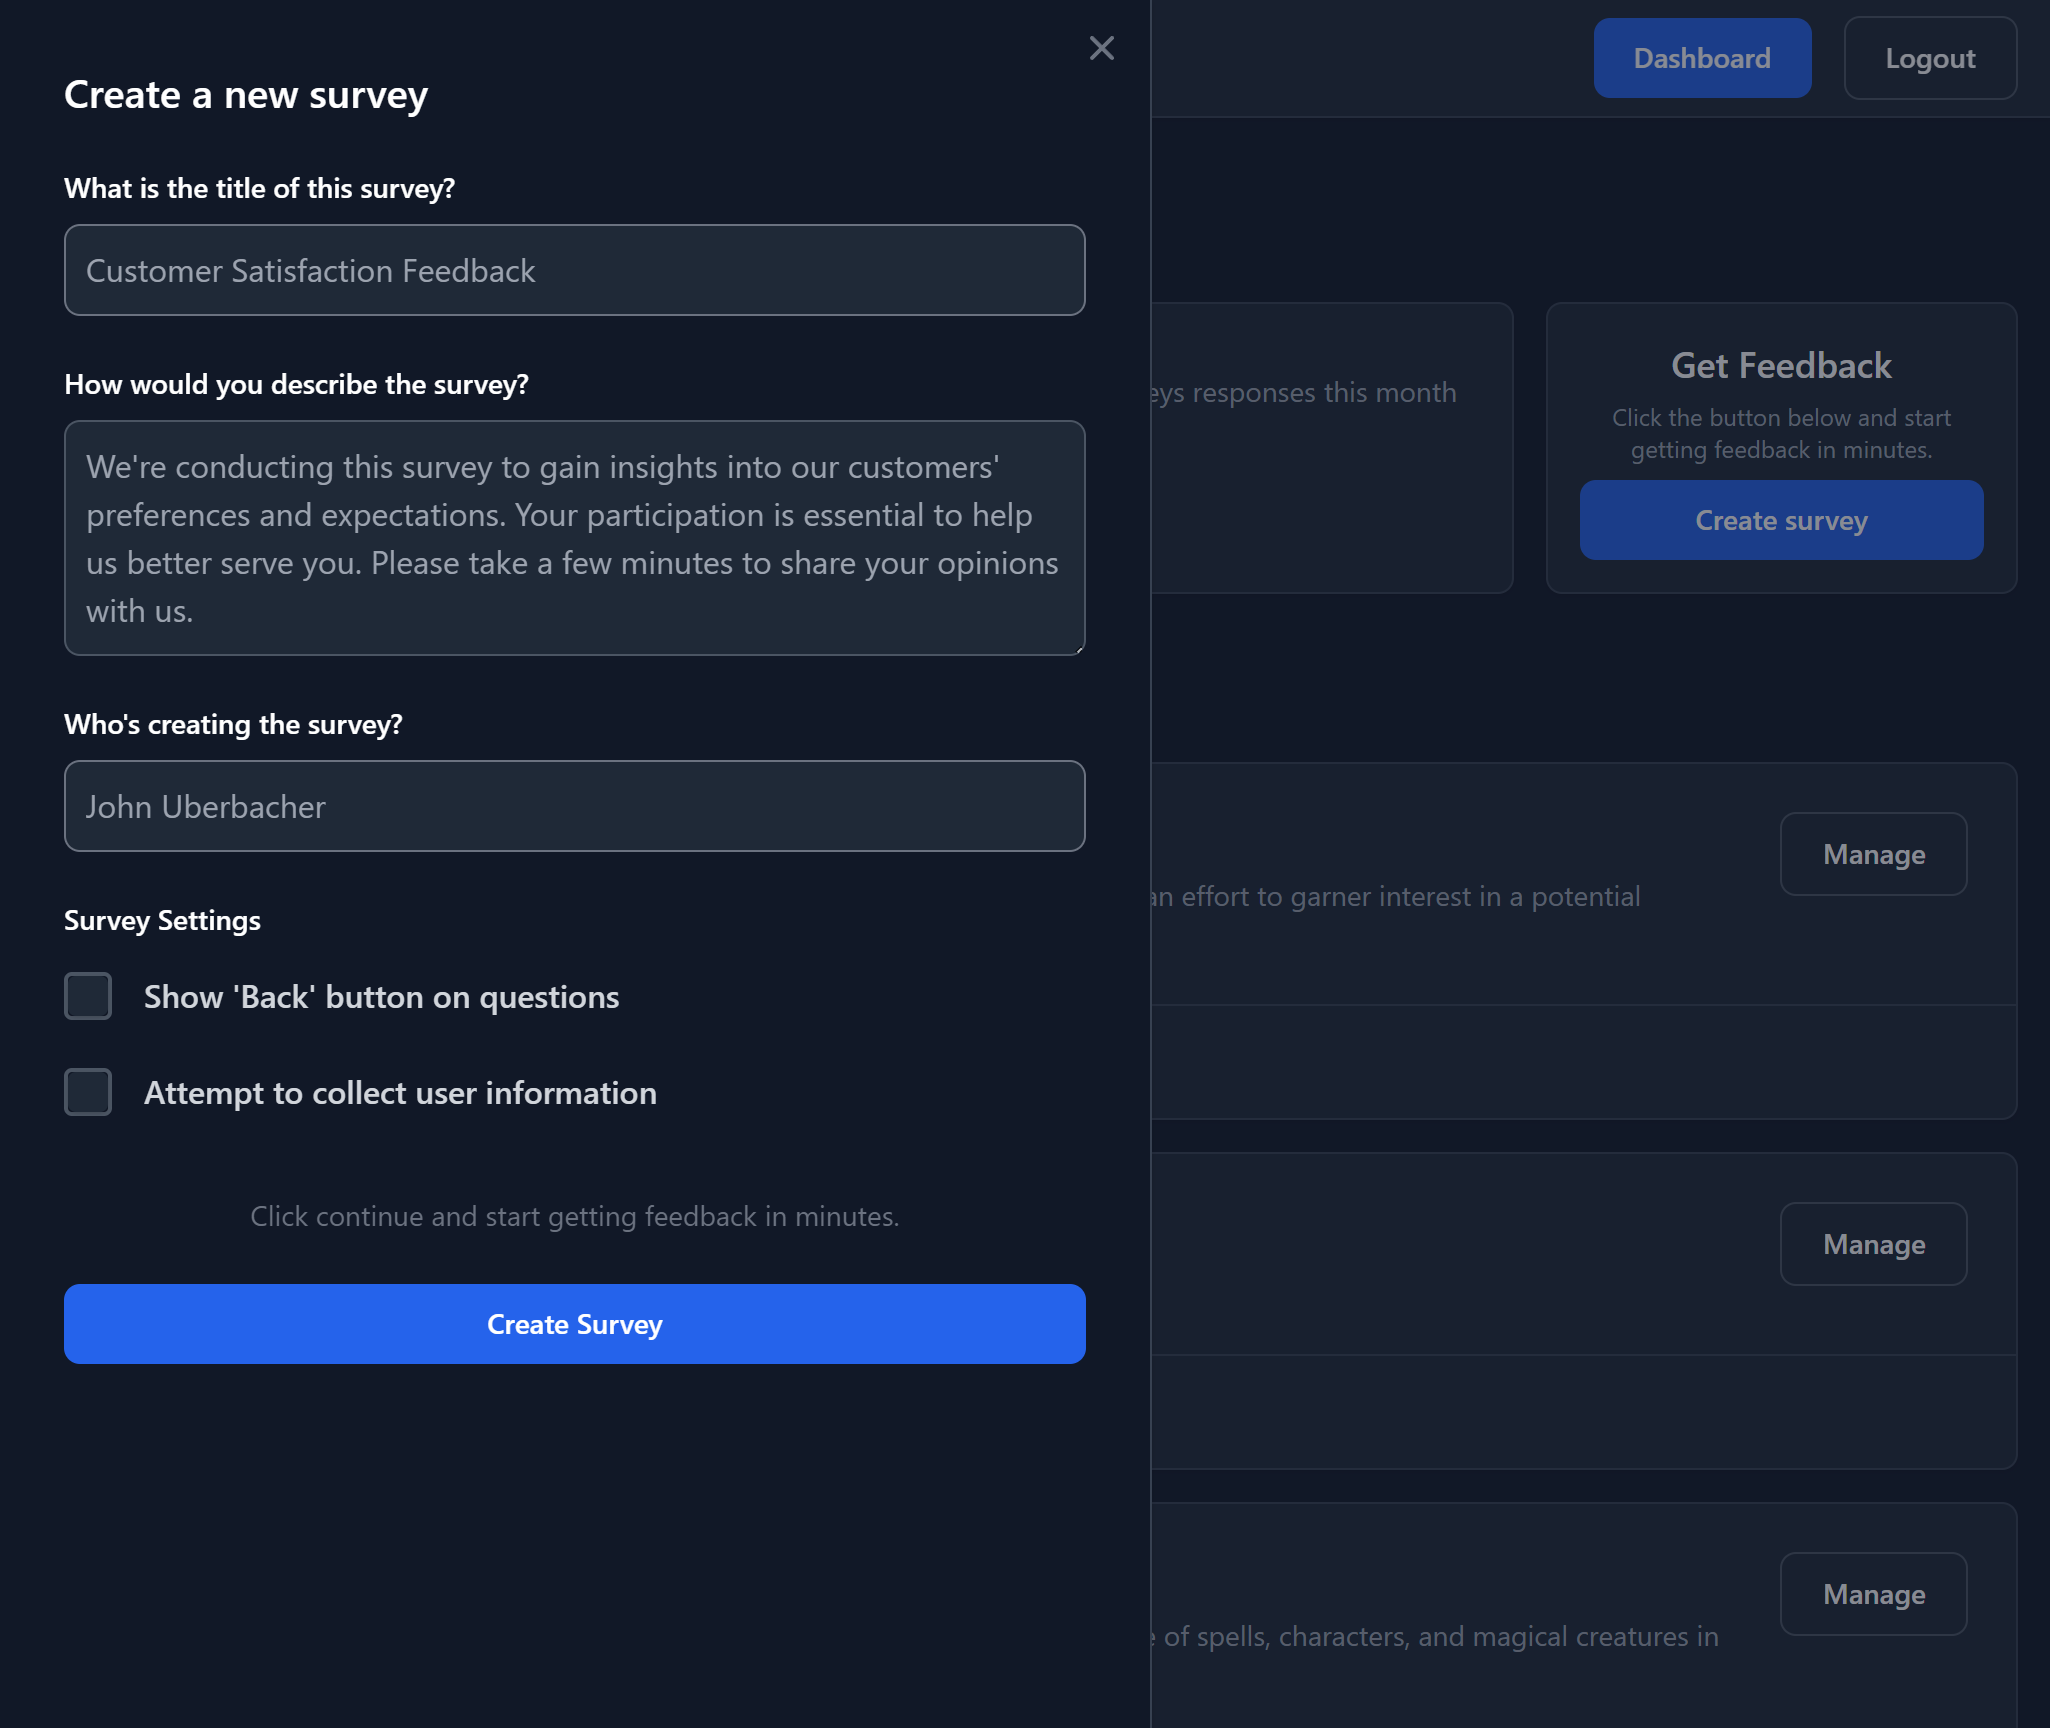 Create a new survey
What is the title of this survey?
Customer Satisfaction Feedback
How would you describe the survey?
We're conducting this survey to gain insights into our customers'
preferences and expectations. Your participation is essential to help
us better serve you. Please take a few minutes to share your opinions
with us.
Who's creating the survey?
John Uberbacher
Survey Settings
Show 'Back' button on questions
Attempt to collect user information
Click continue and start getting feedback in minutes.
Create Survey
Dashboard
Logout
responses this month
Get Feedback
Click the button below and start
getting feedback in minutes.
Create survey
Manage
an effort to garner interest in a potential
Manage
Manage
of spells, characters, and magical creatures in